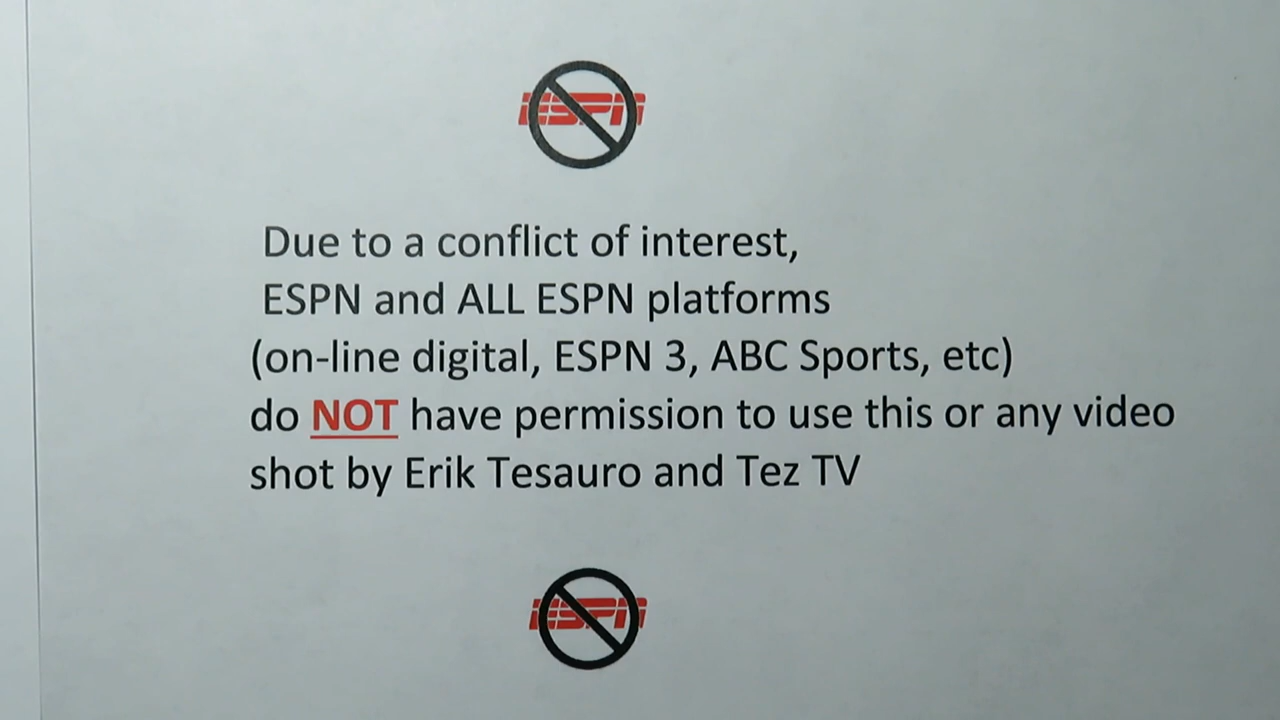 ESPN
Due to a conflict of interest,
ESPN and ALL ESPN platforms
(on-line digital, ESPN 3, ABC Sports, etc)
do NOT have permission to use this or any video
shot by Erik Tesauro and Tez TV
ESPN